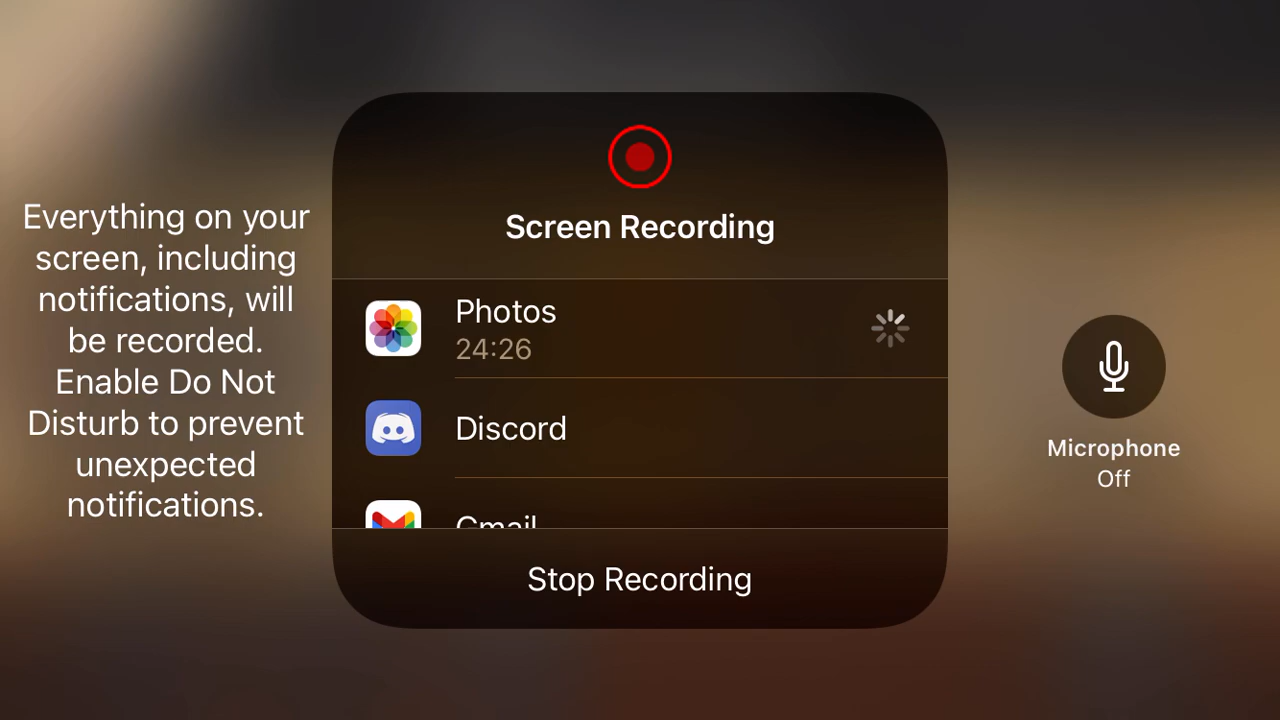 Everything on your
screen, including
notifications, will
be recorded.
Enable Do Not
Disturb to prevent
unexpected
notifications.
Screen Recording
Photos
24:26
Discord
Gmail
Stop Recording
Microphone
Off